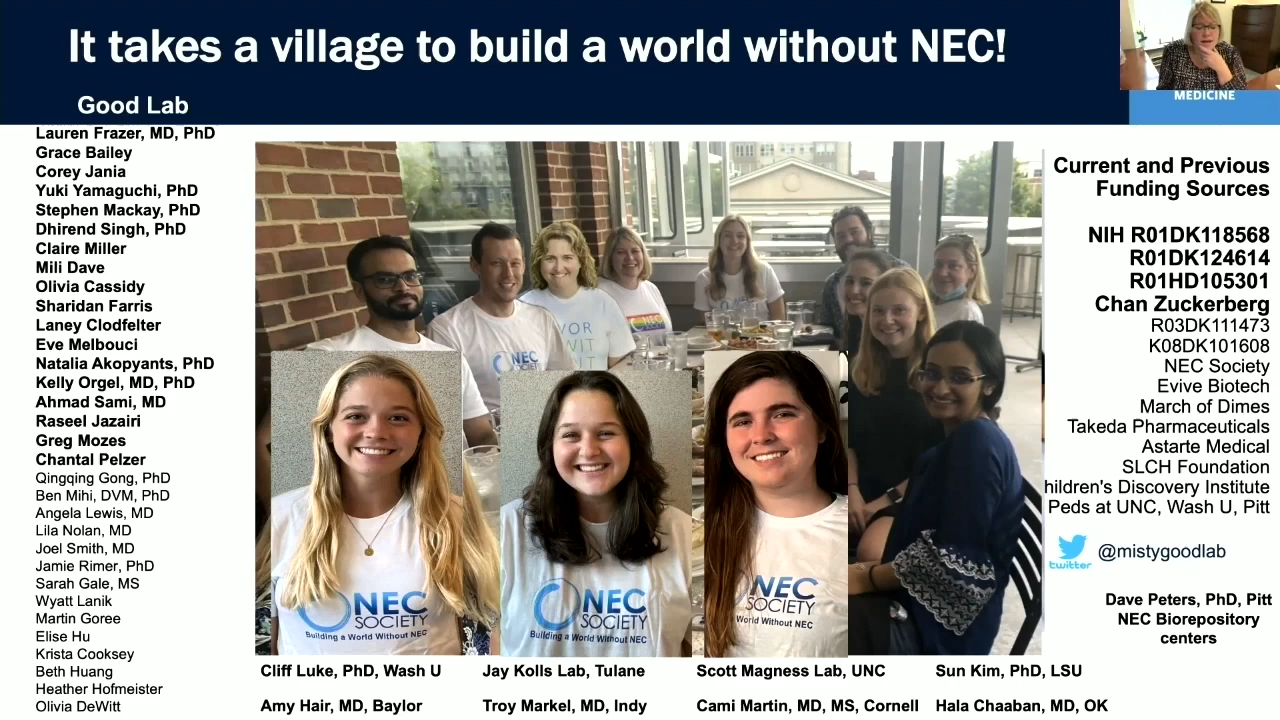 It takes a village to build a world without NEC!
Good Lab
MEDICINE
Lauren Frazer, MD, PhD
Grace Bailey
Corey Jania
Yuki Yamaguchi, PhD
Stephen Mackay, PhD
Dhirend Singh, PhD
Claire Miller
Mili Dave
Olivia Cassidy
Sharidan Farris
Laney Clodfelter
Eve Melbouci
Natalia Akopyants, PhD
Kelly Orgel, MD, PhD
Ahmad Sami, MD
Raseel Jazairi
Greg Mozes
Chantal Pelzer
Qingqing Gong, PhD
Ben Mihi, DVM, PhD
Angela Lewis, MD
Lila Nolan, MD
Joel Smith, MD
Jamie Rimer, PhD
Sarah Gale, MS
Wyatt Lanik
Martin Goree
Elise Hu
Krista Cooksey
Beth Huang
Heather Hofmeister
Olivia DeWitt
NEC
SOCIETY
NEC
NEC
SOCIETY
Building a World Without NEC
NEC
SOCIETY
Building a World Without NEC
NEC
SOCIETY
World Without NEC
Cliff Luke, PhD, Wash U
Jay Kolls Lab, Tulane
Scott Magness Lab, UNC
Sun Kim, PhD, LSU
Amy Hair, MD, Baylor
Troy Markel, MD, Indy
Cami Martin, MD, MS, Cornell
Hala Chaaban, MD, OK
Current and Previous
Funding Sources
NIH R01DK118568
R01DK124614
R01HD105301
Chan Zuckerberg
R03DK111473
K08DK101608
NEC Society
Evive Biotech
March of Dimes
Takeda Pharmaceuticals
Astarte Medical
SLCH Foundation
hildren's Discovery Institute
Peds at UNC, Wash U, Pitt
twitter
@mistygoodlab
Dave Peters, PhD, Pitt
NEC Biorepository
centers